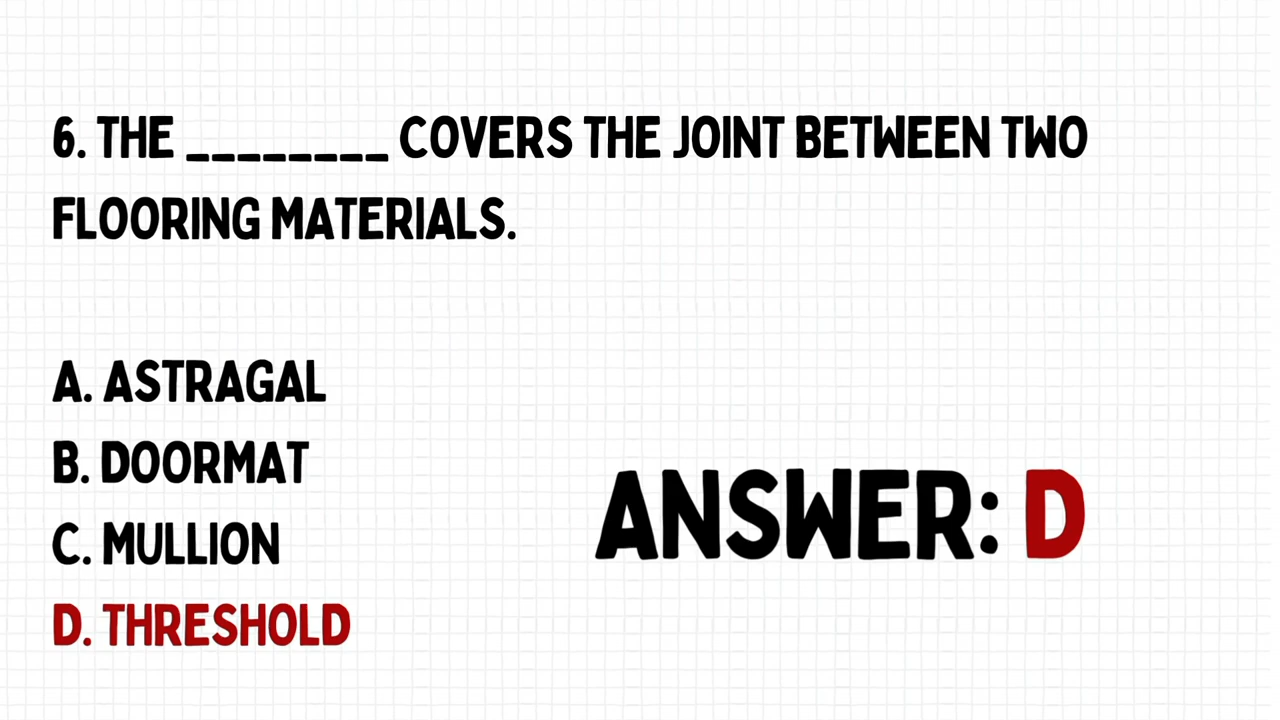 6. THE ________ COVERS THE JOINT BETWEEN TWO
FLOORING MATERIALS.
A. ASTRAGAL
B. DOORMAT
C. MULLION
D. THRESHOLD
ANSWER: D